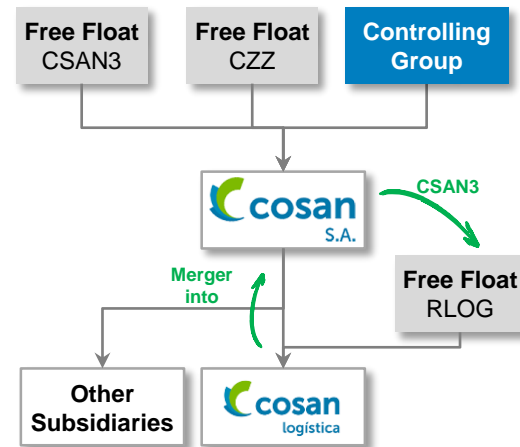 Free Float
CSAN3
Free Float
CZZ
Controlling
Group
cosan
S.A.
CSAN3
Merger
into
Free Float
RLOG
Other
Subsidiaries
cosan
logística